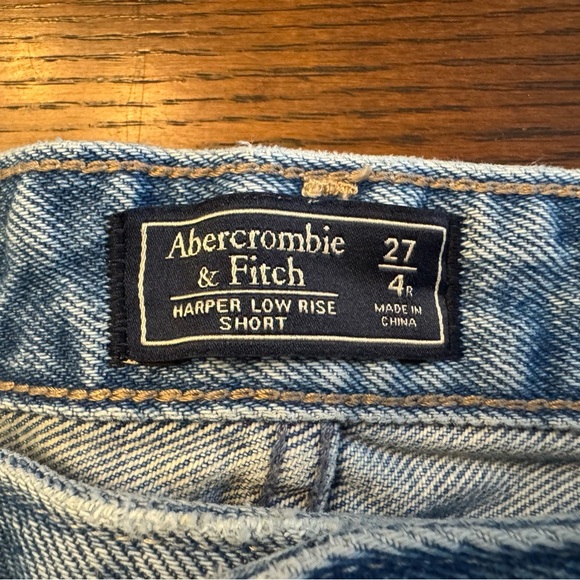 Abercrombie
& Fitch
HARPER LOW RISE
SHORT
27
4R
MADE IN
CHINA